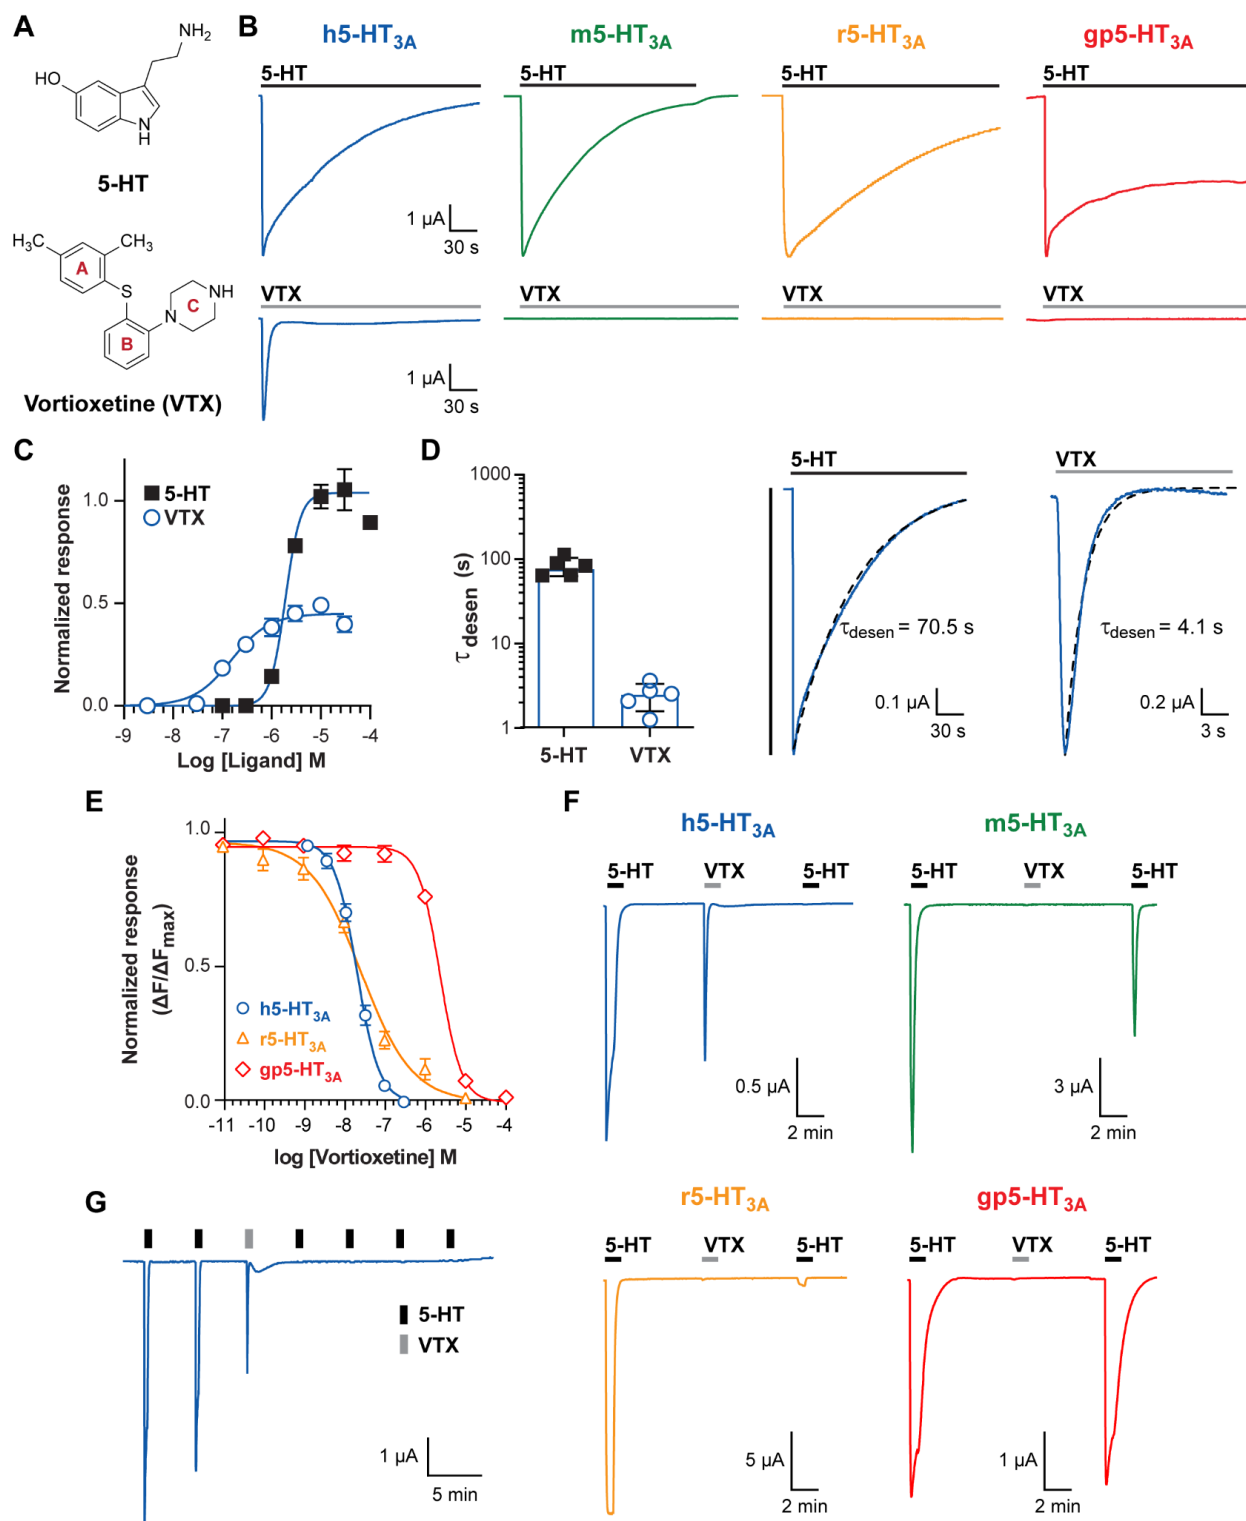 A
NH2
HO
N
H
5-HT
H3C
CH3
A
S
NH
C
N
B
Vortioxetine (VTX)
B
h5-HT3A
m5-HT3A
r5-HT3A
gp5-HT3A
5-HT
5-HT
5-HT
5-HT
1 µA
30 s
VTX
VTX
VTX
VTX
1 µA
30 s
C
Normalized response
1.0
0.5
0.0
5-HT
VTX
-9
-8
-7
-6
-5
-4
Log [Ligand] M
D
τ desen (s)
1000
100
10
1
5-HT
VTX
5-HT
τdesen = 70.5 s
0.1 µA
30 s
VTX
τdesen = 4.1 s
0.2 µA
3 s
E
Normalized response
(ΔF/ΔFmax)
1.0
0.5
0.0
h5-HT3A
r5-HT3A
gp5-HT3A
-11
-10
-9
-8
-7
-6
-5
-4
log [Vortioxetine] M
F
h5-HT3A
5-HT
VTX
5-HT
0.5 µA
2 min
m5-HT3A
5-HT
VTX
5-HT
3 µA
2 min
r5-HT3A
5-HT
VTX
5-HT
5 µA
2 min
gp5-HT3A
5-HT
VTX
5-HT
1 µA
2 min
G
5-HT
VTX
1 µA
5 min